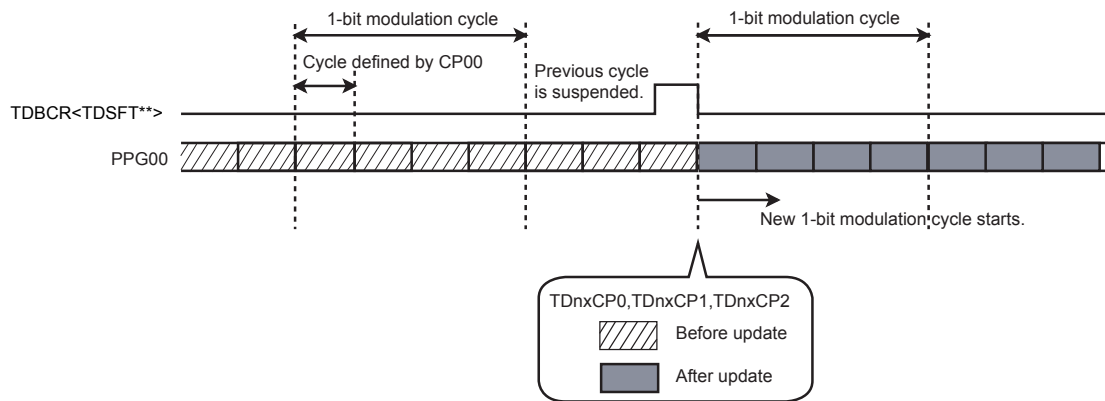 1-bit modulation cycle
1-bit modulation cycle
Cycle defined by CP00
Previous cycle
is suspended.
TDBCR<TDSFT**>
PPG00
New 1-bit modulation cycle starts.
TDnxCP0,TDnxCP1,TDnxCP2
Before update
After update